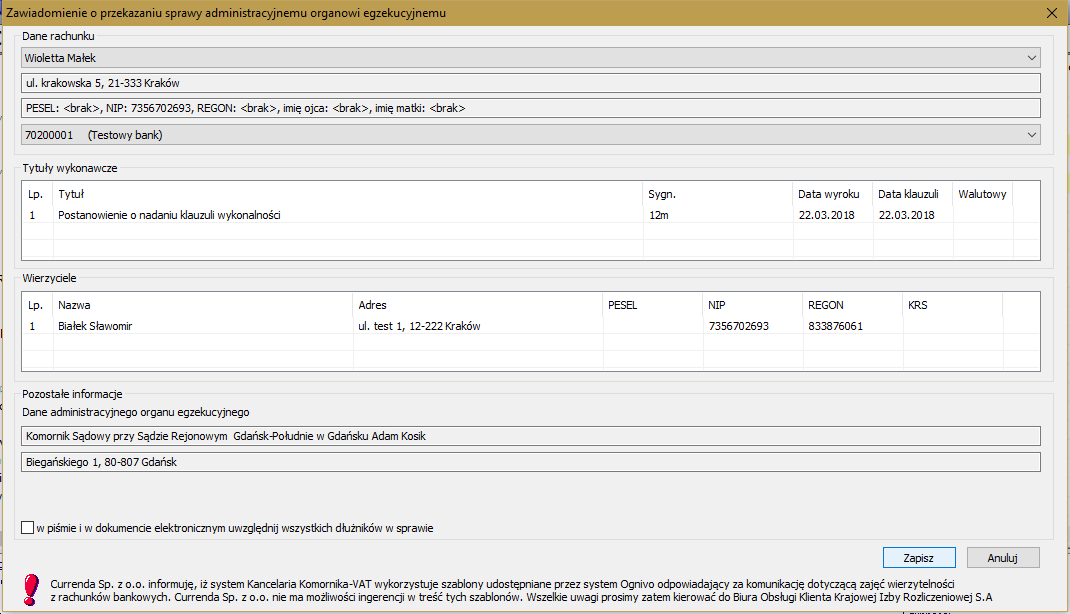 Zawiadomienie o przekazaniu sprawy administracyjnemu organowi egzekucyjnemu
Dane rachunku
Wioletta Małek
ul. krakowska 5, 21-333 Kraków
PESEL: <brak>, NIP: 7356702693, REGON: <brak>, imię ojca: <brak>, imię matki: <brak>
70200001 (Testowy bank)
Tytuły wykonawcze
Lp. Tytuł Sygn. Data wyroku Data klauzuli Walutowy
1 Postanowienie o nadaniu klauzuli wykonalności 12m 22.03.2018 22.03.2018
Wierzyciele
Lp. Nazwa Adres PESEL NIP REGON KRS
1 Białek Sławomir ul. test 1, 12-222 Kraków 7356702693 833876061
Pozostałe informacje
Dane administracyjnego organu egzekucyjnego
Komornik Sądowy przy Sądzie Rejonowym Gdańsk-Południe w Gdańsku Adam Kosik
Biegańskiego 1, 80-807 Gdańsk
w piśmie i w dokumencie elektronicznym uwzględnij wszystkich dłużników w sprawie
Zapisz Anuluj
Currenda Sp. z o.o. informuję, iż system Kancelaria Komornika-VAT wykorzystuje szablony udostępniane przez system Ognivo odpowiadający za komunikację dotyczącą zajęć wierzytelności
z rachunków bankowych. Currenda Sp. z o.o. nie ma możliwości ingerencji w treść tych szablonów. Wszelkie uwagi prosimy zatem kierować do Biura Obsługi Klienta Krajowej Izby Rozliczeniowej S.A